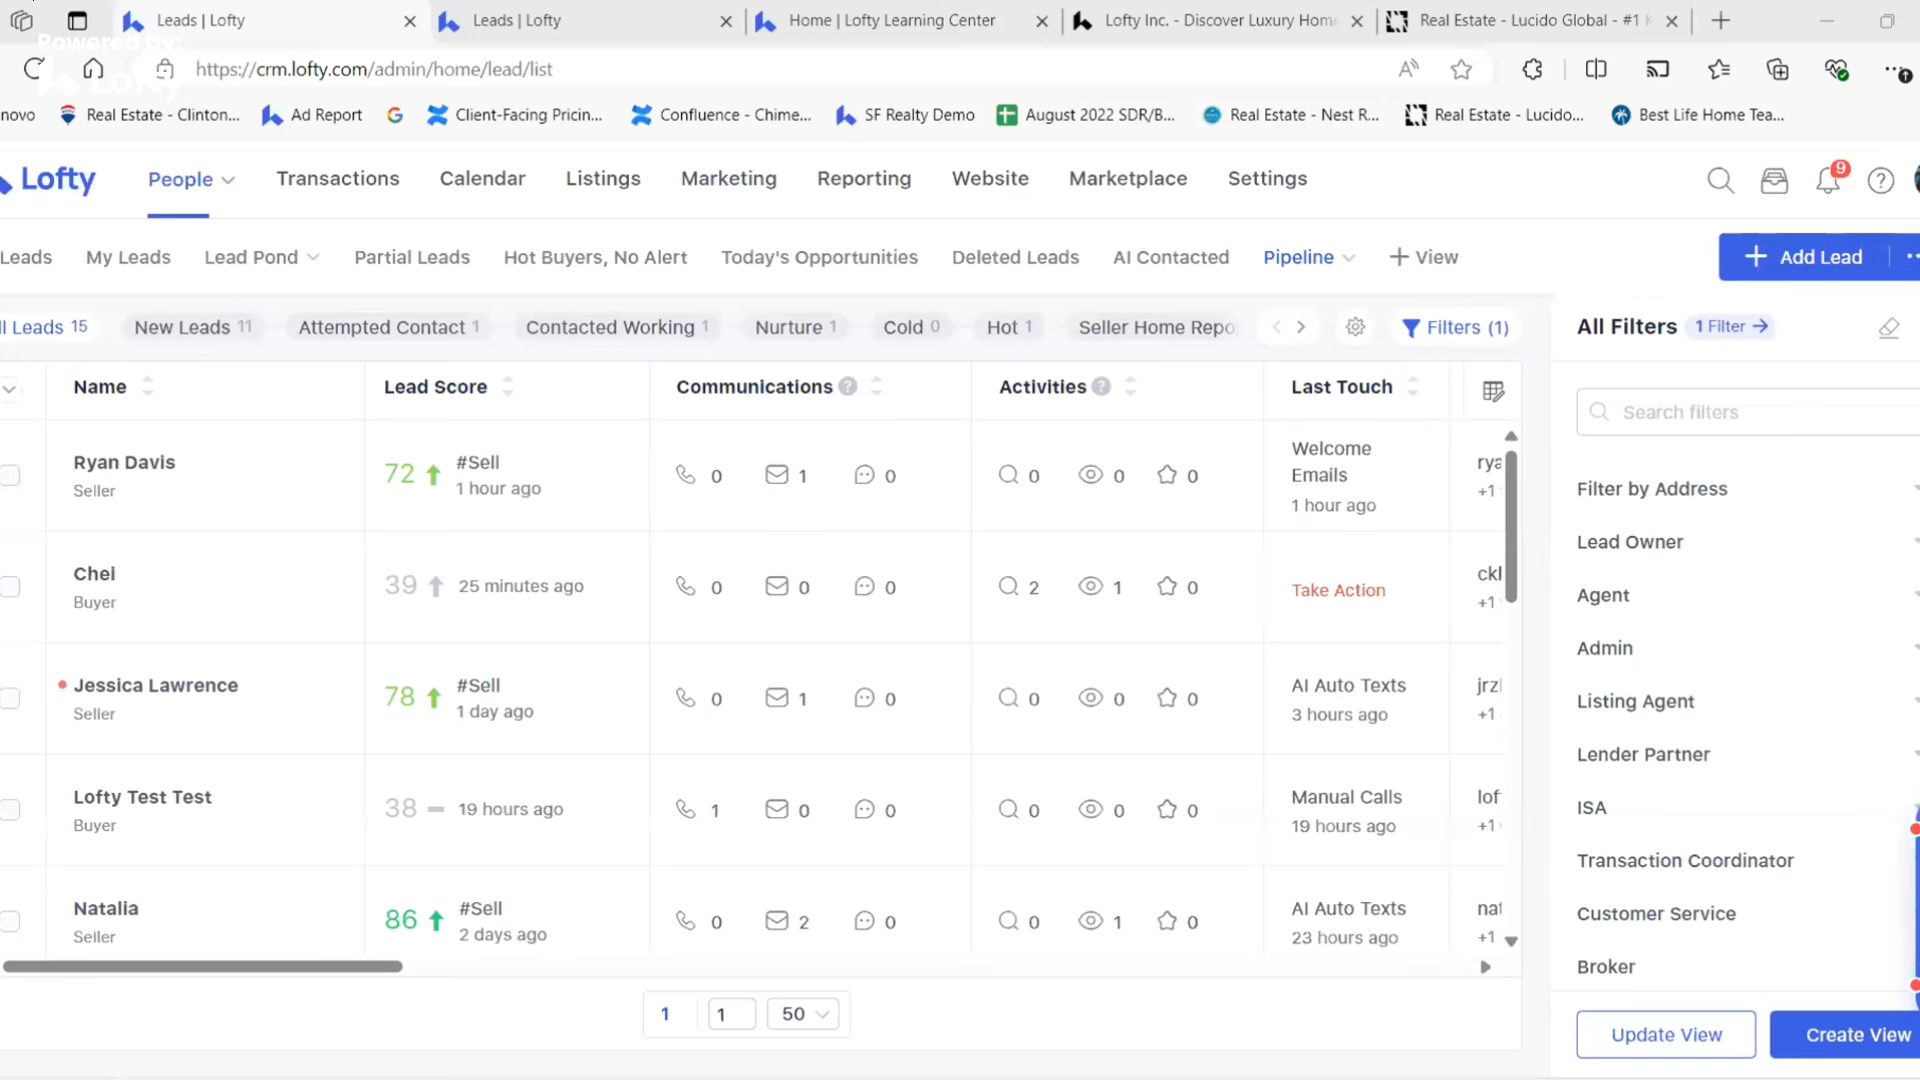 Leads | Lofty
Leads | Lofty
Home | Lofty Learning Center
Lofty Inc. - Discover Luxury Hom
Real Estate - Lucido Global - #1 K
Powered by:
Lofty
https://crm.lofty.com/admin/home/lead/list
novo
Real Estate - Clinton...
Ad Report
Client-Facing Pricin...
Confluence - Chime...
SF Realty Demo
August 2022 SDR/B...
Real Estate - Nest R...
Real Estate - Lucido...
Best Life Home Tea...
Lofty
People
Transactions
Calendar
Listings
Marketing
Reporting
Website
Marketplace
Settings
9
Leads
My Leads
Lead Pond
Partial Leads
Hot Buyers, No Alert
Today's Opportunities
Deleted Leads
AI Contacted
Pipeline
+ View
+ Add Lead
ll Leads 15
New Leads 11
Attempted Contact 1
Contacted Working 1
Nurture 1
Cold 0
Hot 1
Seller Home Repo
Filters (1)
All Filters
1 Filter →
Name
Lead Score
Communications
Activities
Last Touch
Search filters
Ryan Davis
Seller
72
#Sell
1 hour ago
0 1 0
0 0 0
Welcome
Emails
1 hour ago
rya
+1
Chei
Buyer
39
25 minutes ago
0 0 0
2 1 0
Take Action
ckl
+1
Jessica Lawrence
Seller
78
#Sell
1 day ago
0 1 0
0 0 0
AI Auto Texts
3 hours ago
jrzl
+1
Lofty Test Test
Buyer
38
19 hours ago
1 0 0
0 0 0
Manual Calls
19 hours ago
lof
+1
Natalia
Seller
86
#Sell
2 days ago
0 2 0
0 1 0
AI Auto Texts
23 hours ago
nat
+1
Filter by Address
Lead Owner
Agent
Admin
Listing Agent
Lender Partner
ISA
Transaction Coordinator
Customer Service
Broker
1
1
50
Update View
Create View